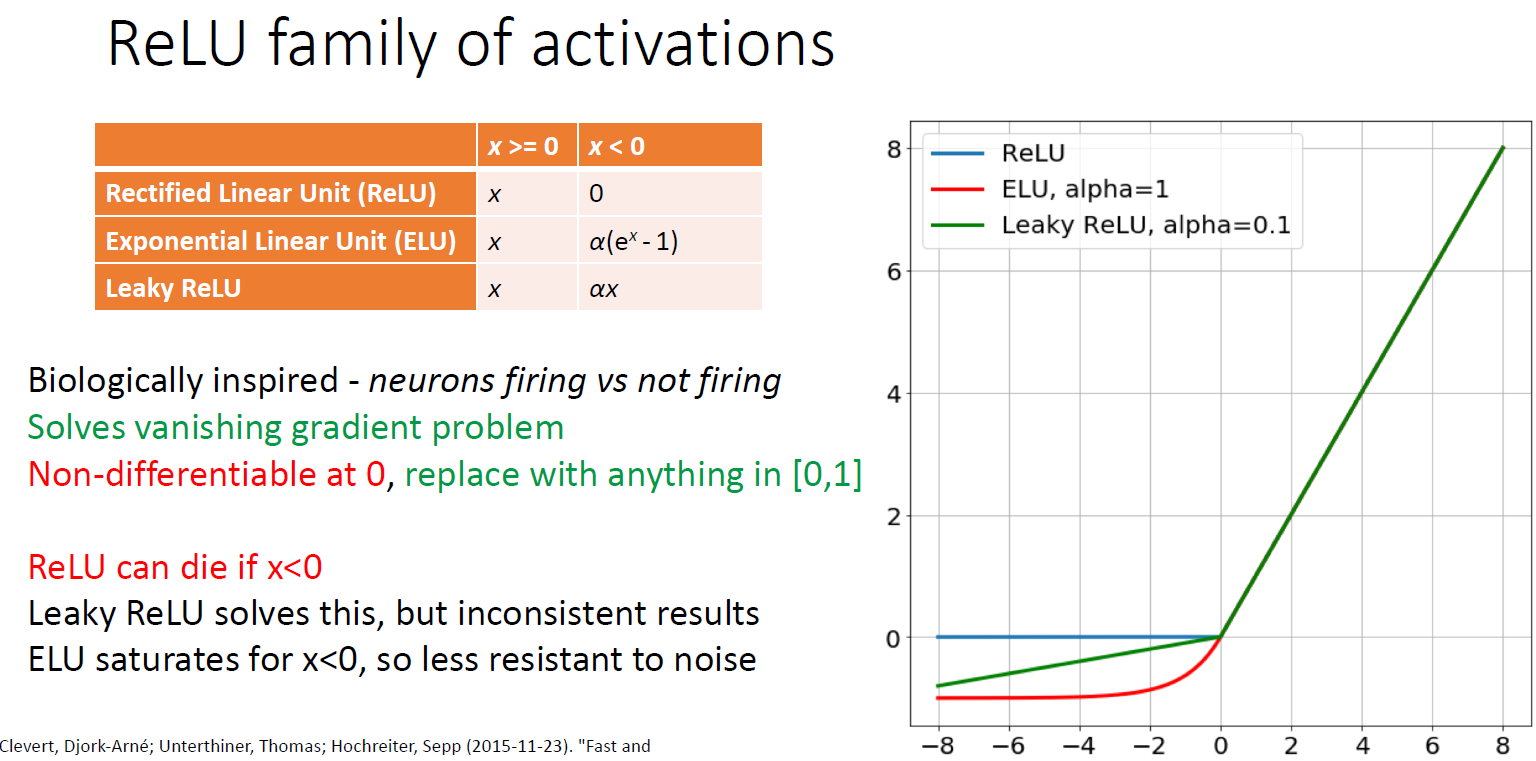 ReLU family of activations
x >= 0 x < 0
Rectified Linear Unit (ReLU) x 0
Exponential Linear Unit (ELU) x α(eˣ - 1)
Leaky ReLU x αx
Biologically inspired - neurons firing vs not firing
Solves vanishing gradient problem
Non-differentiable at 0, replace with anything in [0,1]
ReLU can die if x<0
Leaky ReLU solves this, but inconsistent results
ELU saturates for x<0, so less resistant to noise
Clevert, Djork-Arné; Unterthiner, Thomas; Hochreiter, Sepp (2015-11-23). "Fast and
ReLU
ELU, alpha=1
Leaky ReLU, alpha=0.1
8
6
4
2
0
−8 −6 −4 −2 0 2 4 6 8